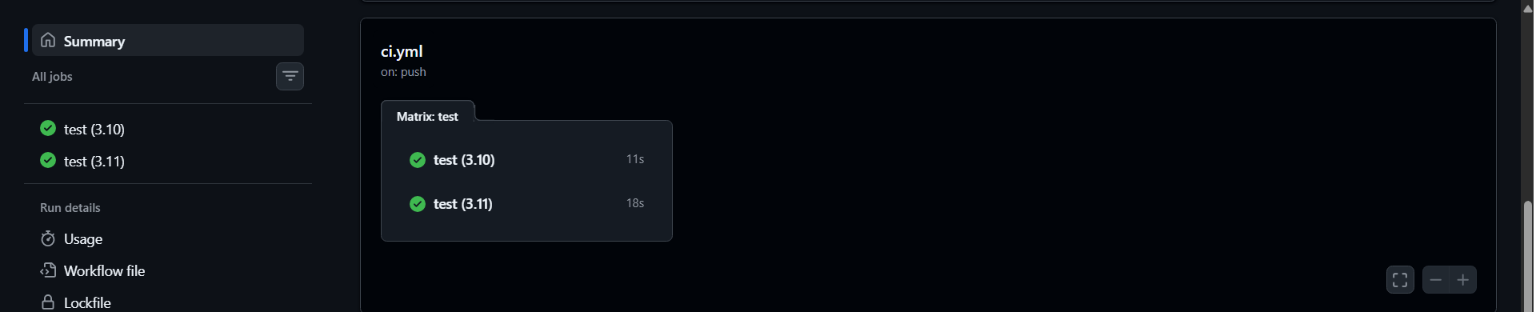 Summary
All jobs
test (3.10)
test (3.11)
Run details
Usage
Workflow file
Lockfile
ci.yml
on: push
Matrix: test
test (3.10) 11s
test (3.11) 18s